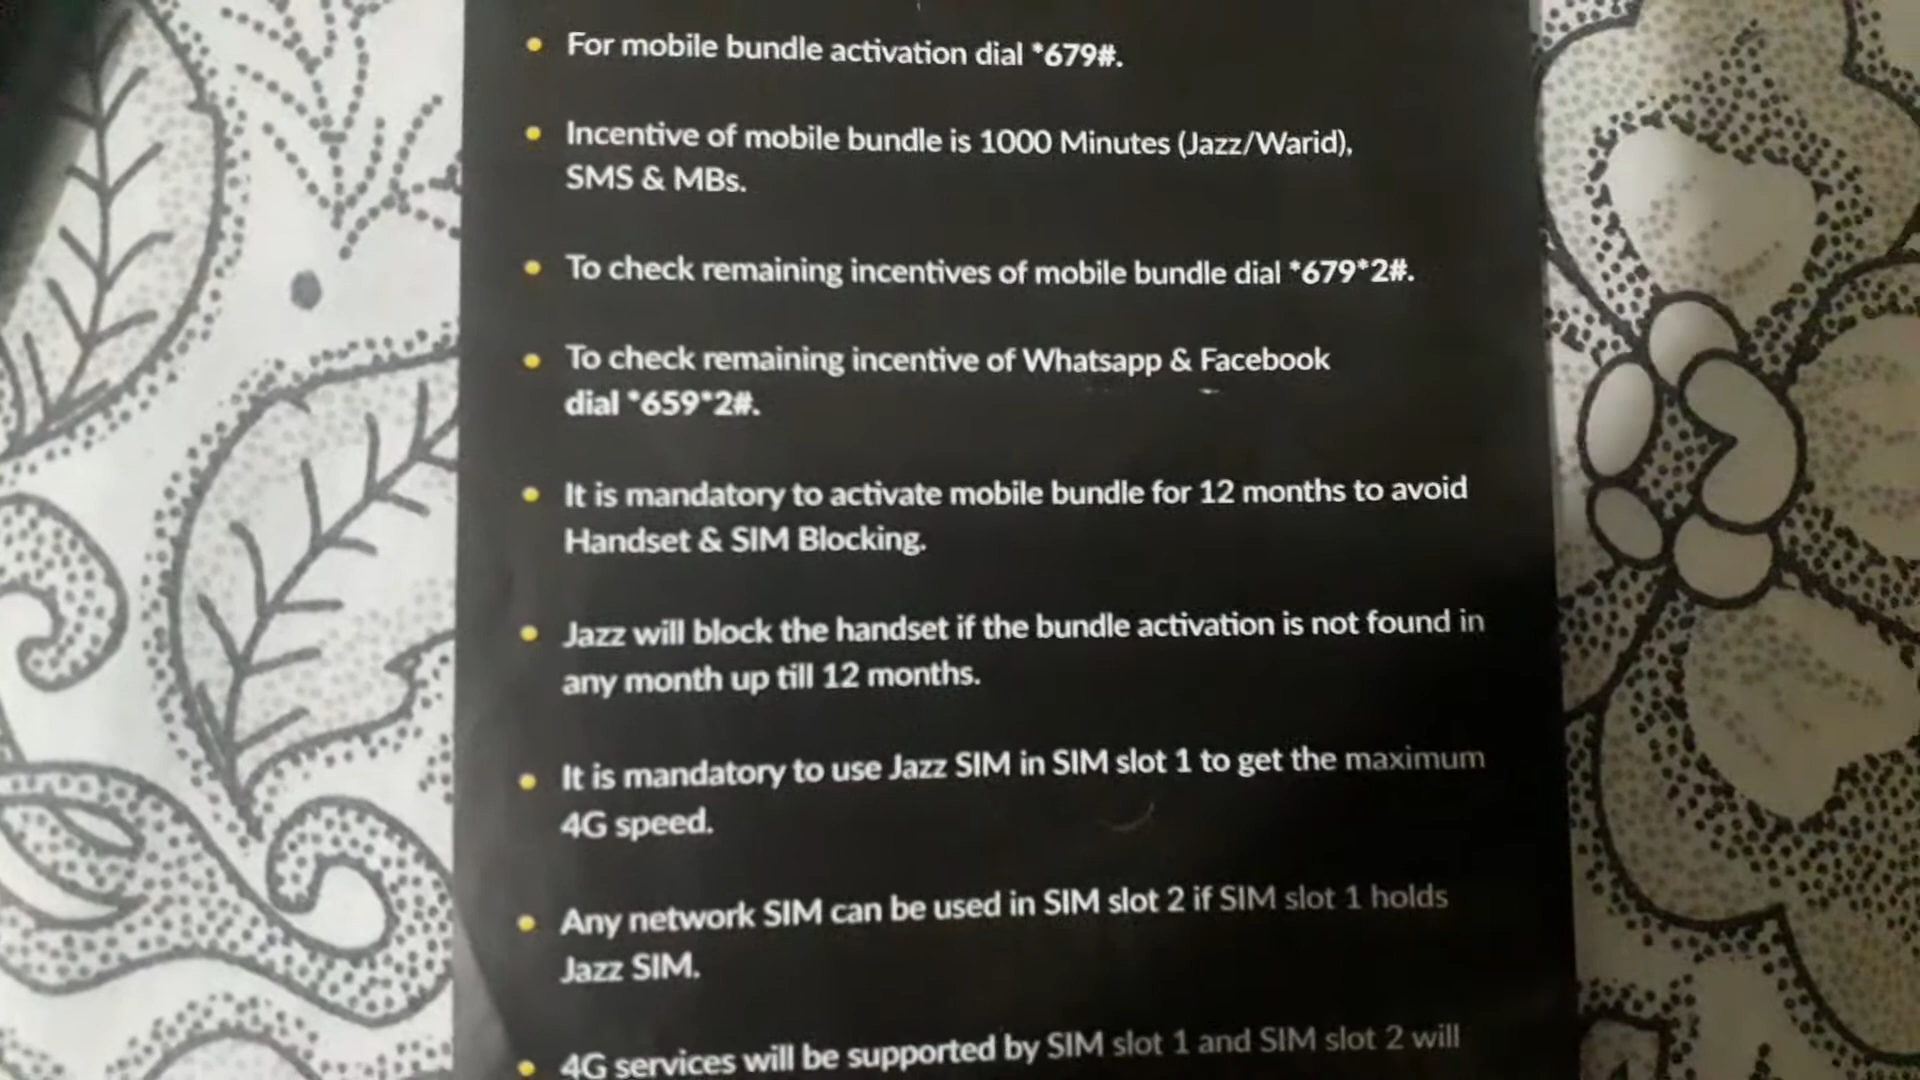 • For mobile bundle activation dial *679#.
• Incentive of mobile bundle is 1000 Minutes (Jazz/Warid),
SMS & MBs.
• To check remaining incentives of mobile bundle dial *679*2#.
• To check remaining incentive of Whatsapp & Facebook
dial *659*2#.
• It is mandatory to activate mobile bundle for 12 months to avoid
Handset & SIM Blocking.
• Jazz will block the handset if the bundle activation is not found in
any month up till 12 months.
• It is mandatory to use Jazz SIM in SIM slot 1 to get the maximum
4G speed.
• Any network SIM can be used in SIM slot 2 if SIM slot 1 holds
Jazz SIM.
• 4G services will be supported by SIM slot 1 and SIM slot 2 will